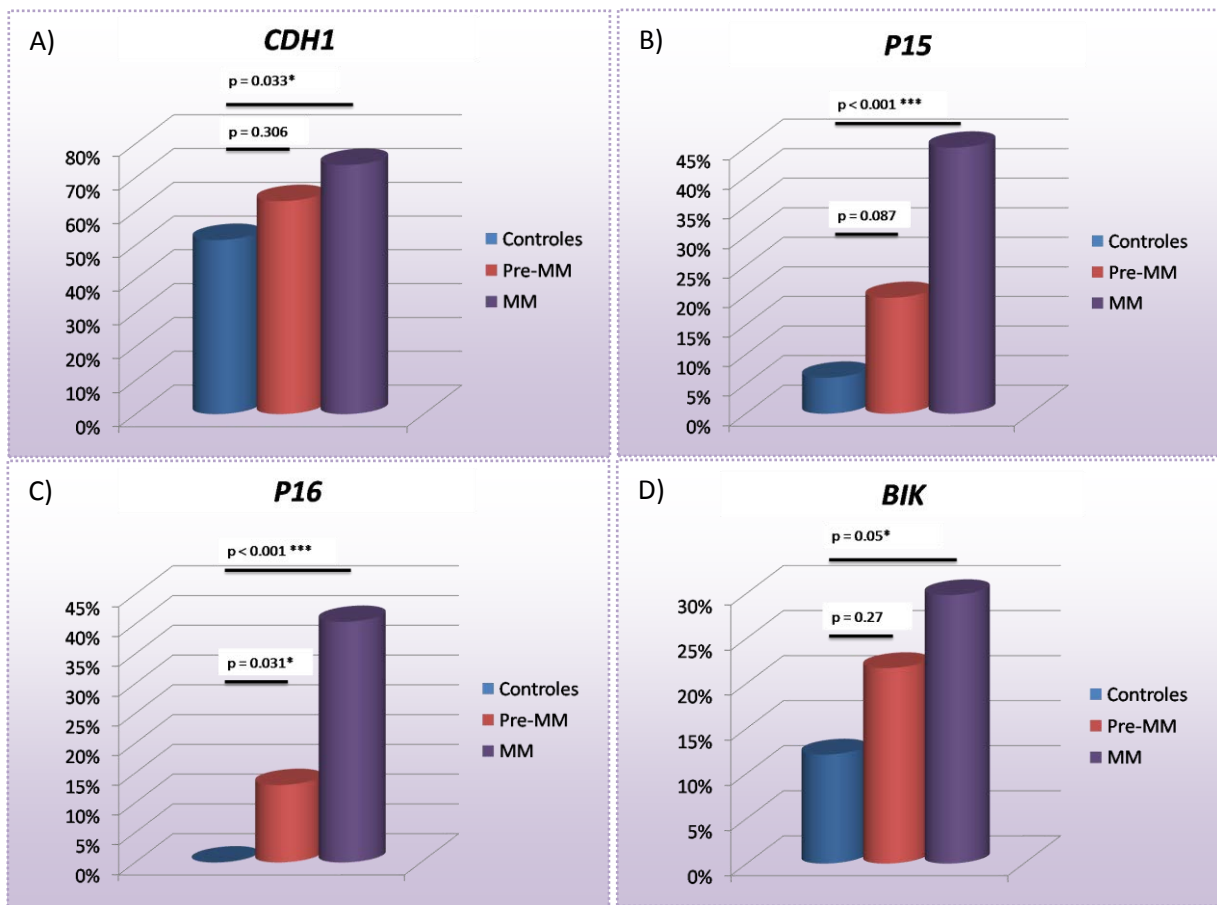 A)
CDH1
p = 0.033*
p = 0.306
80%
70%
60%
50%
40%
30%
20%
10%
0%
Controles
Pre-MM
MM
B)
P15
p < 0.001 ***
p = 0.087
45%
40%
35%
30%
25%
20%
15%
10%
5%
0%
Controles
Pre-MM
MM
C)
P16
p < 0.001 ***
p = 0.031*
45%
40%
35%
30%
25%
20%
15%
10%
5%
0%
Controles
Pre-MM
MM
D)
BIK
p = 0.05*
p = 0.27
30%
25%
20%
15%
10%
5%
0%
Controles
Pre-MM
MM